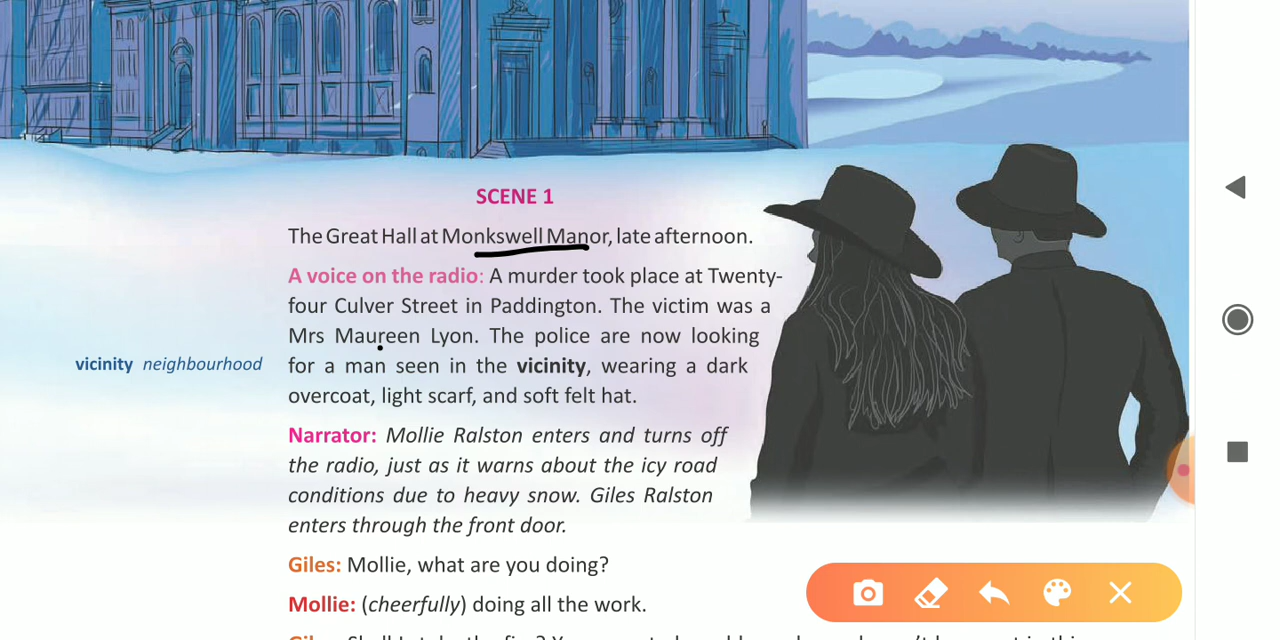 SCENE 1
The Great Hall at Monkswell Manor, late afternoon.
A voice on the radio: A murder took place at Twenty-
four Culver Street in Paddington. The victim was a
Mrs Maureen Lyon. The police are now looking
vicinity neighbourhood
for a man seen in the vicinity, wearing a dark
overcoat, light scarf, and soft felt hat.
Narrator: Mollie Ralston enters and turns off
the radio, just as it warns about the icy road
conditions due to heavy snow. Giles Ralston
enters through the front door.
Giles: Mollie, what are you doing?
Mollie: (cheerfully) doing all the work.